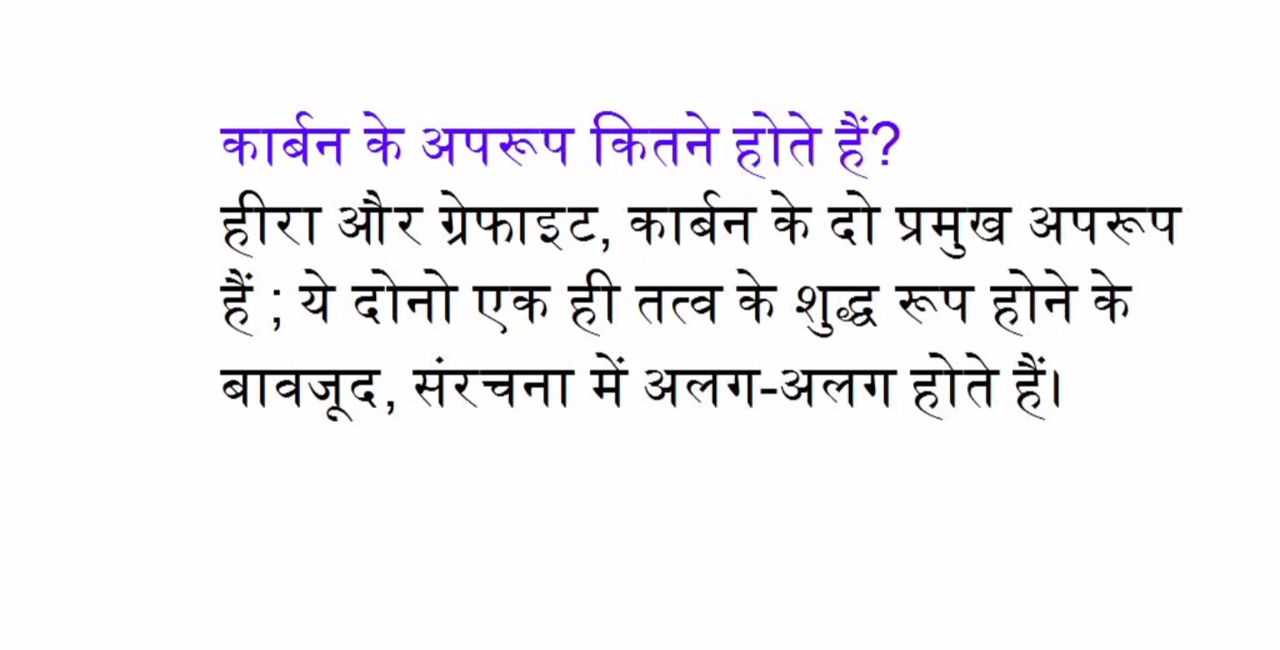 कार्बन के अपरूप कितने होते हैं?
हीरा और ग्रेफाइट, कार्बन के दो प्रमुख अपरूप
हैं ; ये दोनो एक ही तत्व के शुद्ध रूप होने के
बावजूद, संरचना में अलग-अलग होते हैं।